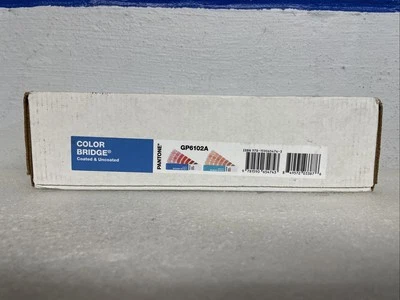 COLOR
BRIDGE®
Coated & Uncoated
PANTONE®
GP6102A